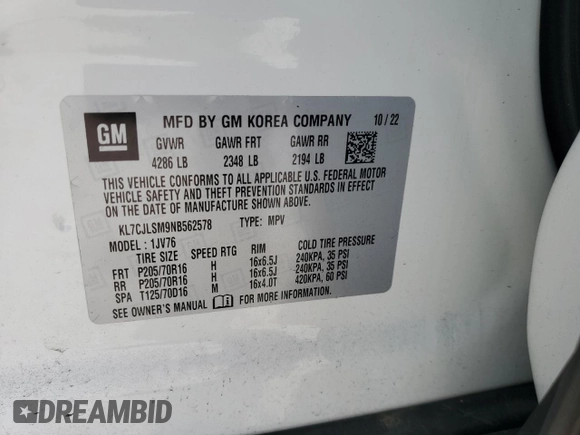 GM
MFD BY GM KOREA COMPANY 10 / 22
GVWR GAWR FRT GAWR RR
4286 LB 2348 LB 2194 LB
THIS VEHICLE CONFORMS TO ALL APPLICABLE U.S. FEDERAL MOTOR
VEHICLE SAFETY AND THEFT PREVENTION STANDARDS IN EFFECT
ON THE DATE OF MANUFACTURE SHOWN ABOVE.
KL7CJLSM9NB562578 TYPE: MPV
MODEL: 1JV76
TIRE SIZE SPEED RTG RIM COLD TIRE PRESSURE
FRT P205/70R16 H 16x6.5J 240KPA, 35 PSI
RR P205/70R16 H 16x6.5J 240KPA, 35 PSI
SPA T125/70D16 M 16x4.0T 420KPA, 60 PSI
SEE OWNER'S MANUAL FOR MORE INFORMATION.
DREAMBID